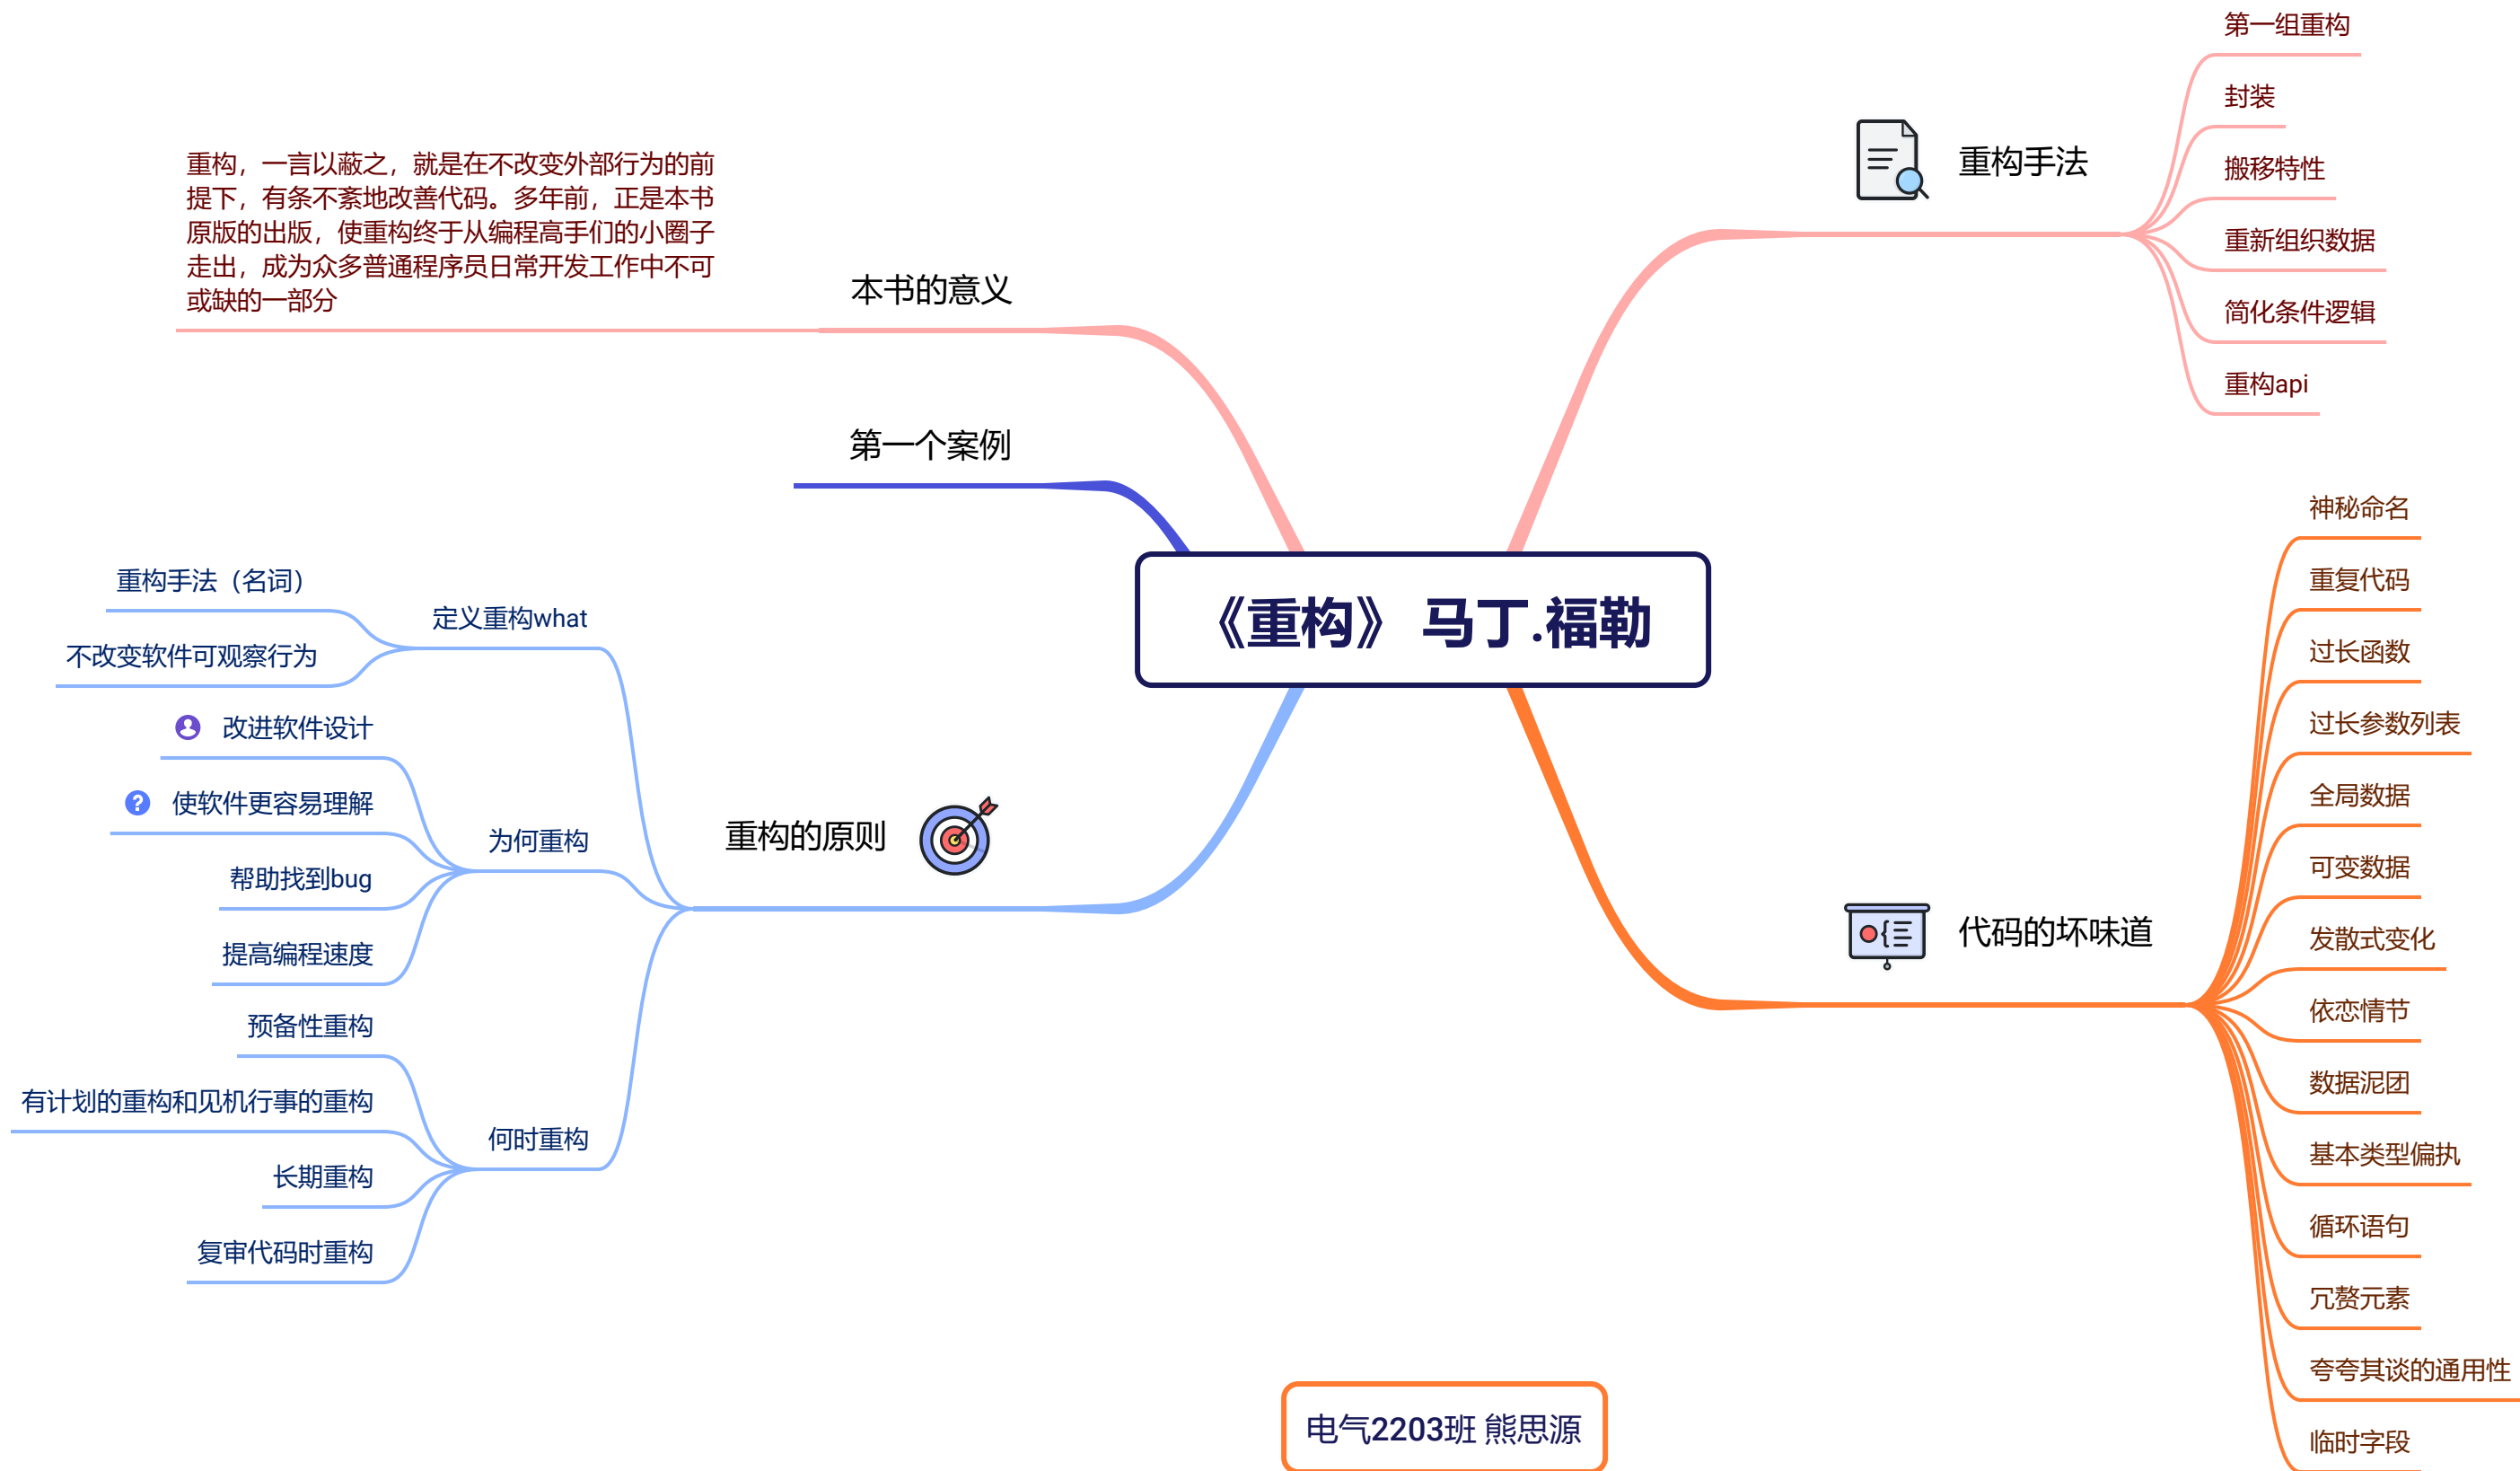 《重构》 马丁.福勒
重构手法
第一组重构
封装
搬移特性
重新组织数据
简化条件逻辑
重构api
代码的坏味道
神秘命名
重复代码
过长函数
过长参数列表
全局数据
可变数据
发散式变化
依恋情节
数据泥团
基本类型偏执
循环语句
冗赘元素
夸夸其谈的通用性
临时字段
本书的意义
重构，一言以蔽之，就是在不改变外部行为的前
提下，有条不紊地改善代码。多年前，正是本书
原版的出版，使重构终于从编程高手们的小圈子
走出，成为众多普通程序员日常开发工作中不可
或缺的一部分
第一个案例
重构的原则
定义重构what
重构手法（名词）
不改变软件可观察行为
为何重构
改进软件设计
?
使软件更容易理解
帮助找到bug
提高编程速度
何时重构
预备性重构
有计划的重构和见机行事的重构
长期重构
复审代码时重构
电气2203班 熊思源